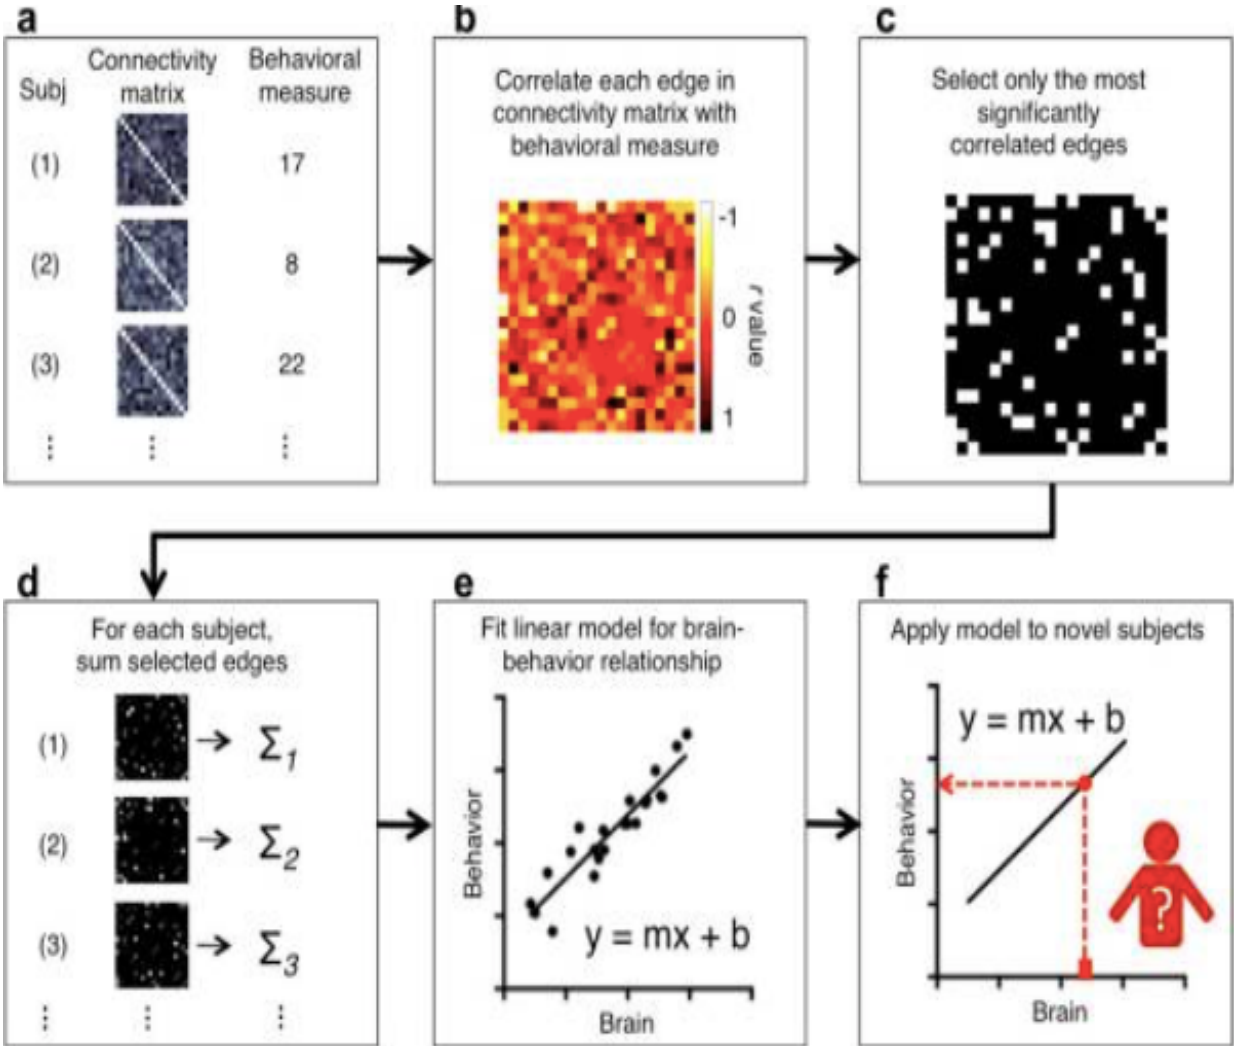 a
Subj
Connectivity
matrix
Behavioral
measure
(1)
17
(2)
8
(3)
22
⋮ ⋮ ⋮
b
Correlate each edge in
connectivity matrix with
behavioral measure
-1
0
1
r value
c
Select only the most
significantly
correlated edges
d
For each subject,
sum selected edges
(1) → Σ1
(2) → Σ2
(3) → Σ3
⋮ ⋮ ⋮
e
Fit linear model for brain-
behavior relationship
Behavior
y = mx + b
Brain
f
Apply model to novel subjects
y = mx + b
Behavior
?
Brain